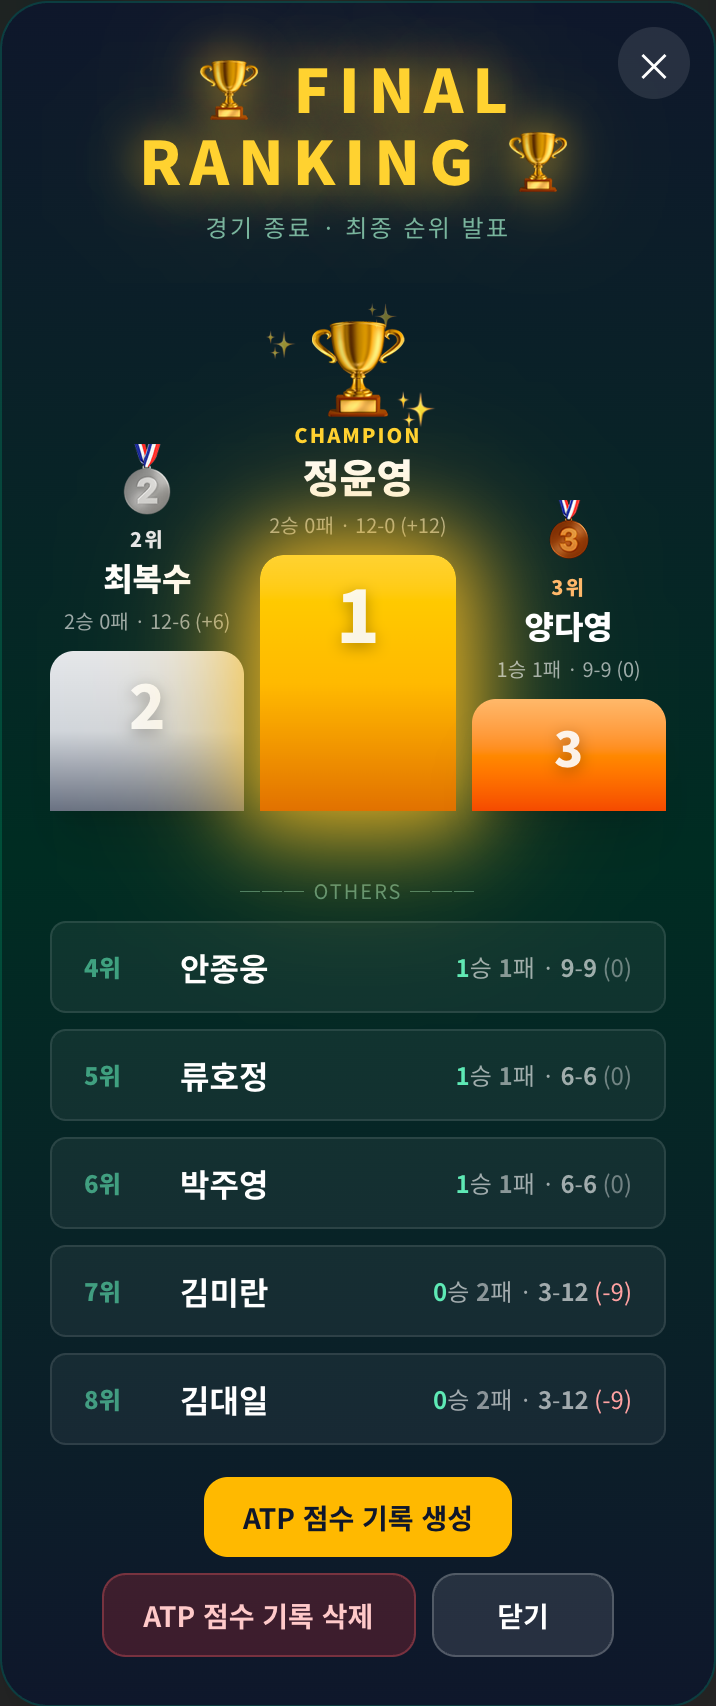 FINAL
RANKING
경기 종료 · 최종 순위 발표
CHAMPION
정윤영
2승 0패 · 12-0 (+12)
1
2
2위
최복수
2승 0패 · 12-6 (+6)
2
3
3위
양다영
1승 1패 · 9-9 (0)
3
OTHERS
4위 안종웅 1승 1패 · 9-9 (0)
5위 류호정 1승 1패 · 6-6 (0)
6위 박주영 1승 1패 · 6-6 (0)
7위 김미란 0승 2패 · 3-12 (-9)
8위 김대일 0승 2패 · 3-12 (-9)
ATP 점수 기록 생성
ATP 점수 기록 삭제 닫기